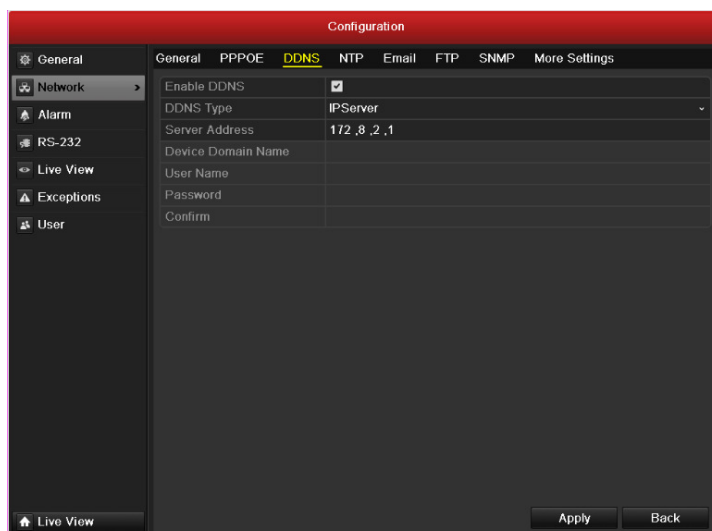 Configuration
General
Network
Alarm
RS-232
Live View
Exceptions
User
Live View
General PPPOE DDNS NTP Email FTP SNMP More Settings
Enable DDNS
DDNS Type IPServer
Server Address 172 .8 .2 .1
Device Domain Name
User Name
Password
Confirm
Apply Back